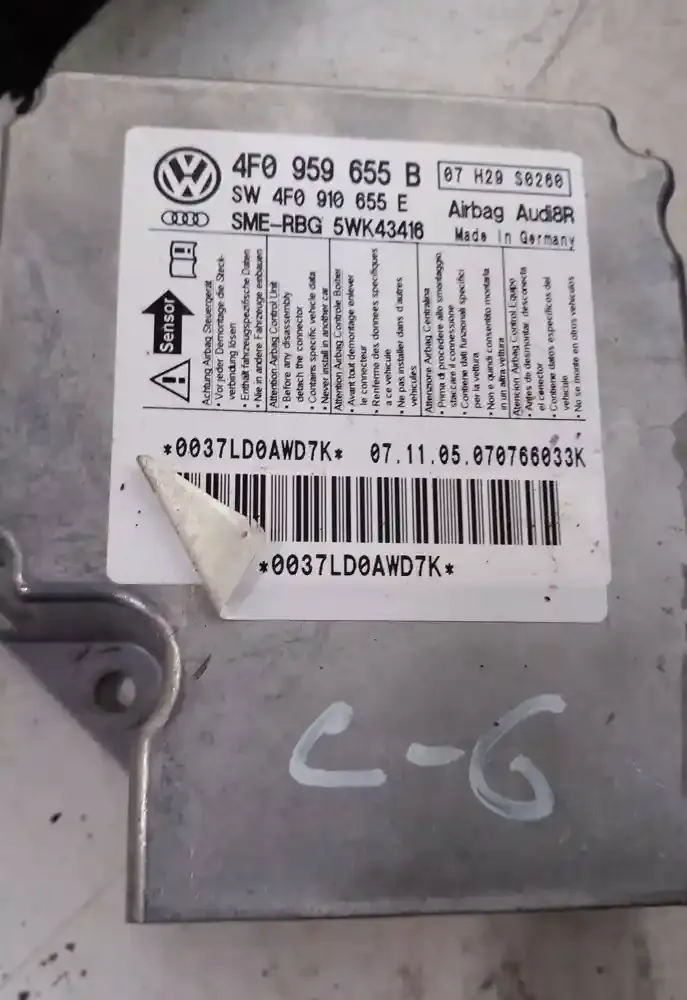 4F0 959 655 B
07 H29 S0260
SW 4F0 910 655 E
Airbag Audi8R
SME-RBG 5WK43416
Made in Germany
Sensor
Achtung Airbag Steuergerät
• Vor jeder Demontage die Steck-
verbindung lösen
• Enthält fahrzeugspezifische Daten
• Nie in andere Fahrzeuge einbauen
Attention Airbag Control Unit
• Before any disassembly
detach the connector
• Contains specific vehicle data
• Never install in another car
Attention Airbag Controle Boitier
• Avant tout demontage enlever
le connecteur
• Renferme des donnees specifiques
a ce vehicule
• Ne pas installer dans d'autres
vehicules
Attenzione Airbag Centralina
• Prima di procedere allo smontaggio,
staccare il connessione
• Contiene dati funzionali specifici
per la vettura
• Non e quindi consentito montarla
in un altra vettura
Atencion Airbag Control Equipo
• Antes de desmontar, desconecta
el conector
• Contiene datos especificos del
vehiculo
• No se monte en otros vehiculos
*0037LD0AWD7K*
07.11.05.070766033K
*0037LD0AWD7K*
C-G